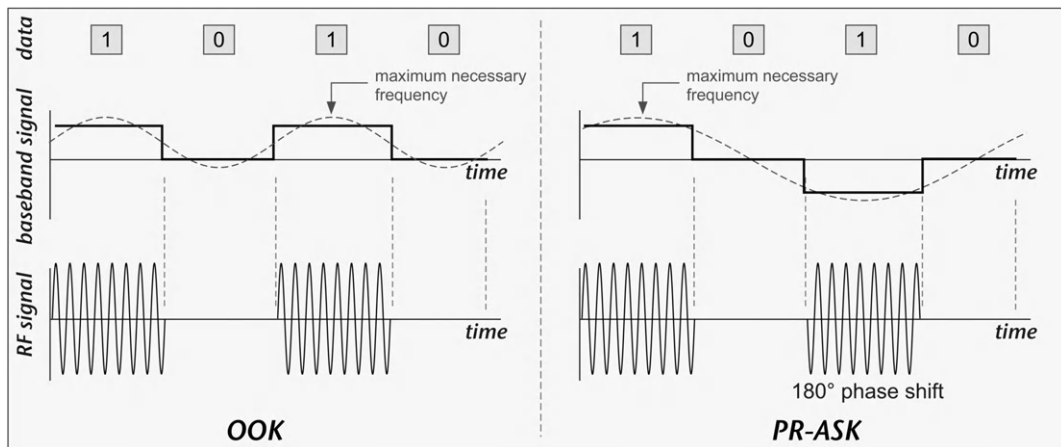 data
1 0 1 0
maximum necessary
frequency
baseband signal
time
RF signal
time
OOK
1 0 1 0
maximum necessary
frequency
time
time
180° phase shift
PR-ASK